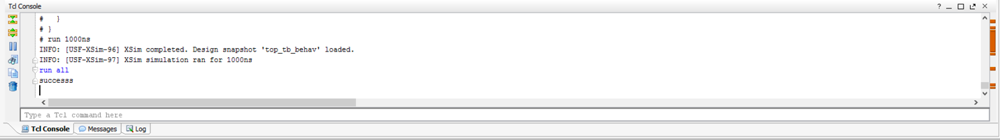 Tcl Console
#   }
# }
# run 1000ns
INFO: [USF-XSim-96] XSim completed. Design snapshot 'top_tb_behav' loaded.
INFO: [USF-XSim-97] XSim simulation ran for 1000ns
run all
successs
Type a Tcl command here
Tcl Console Messages Log